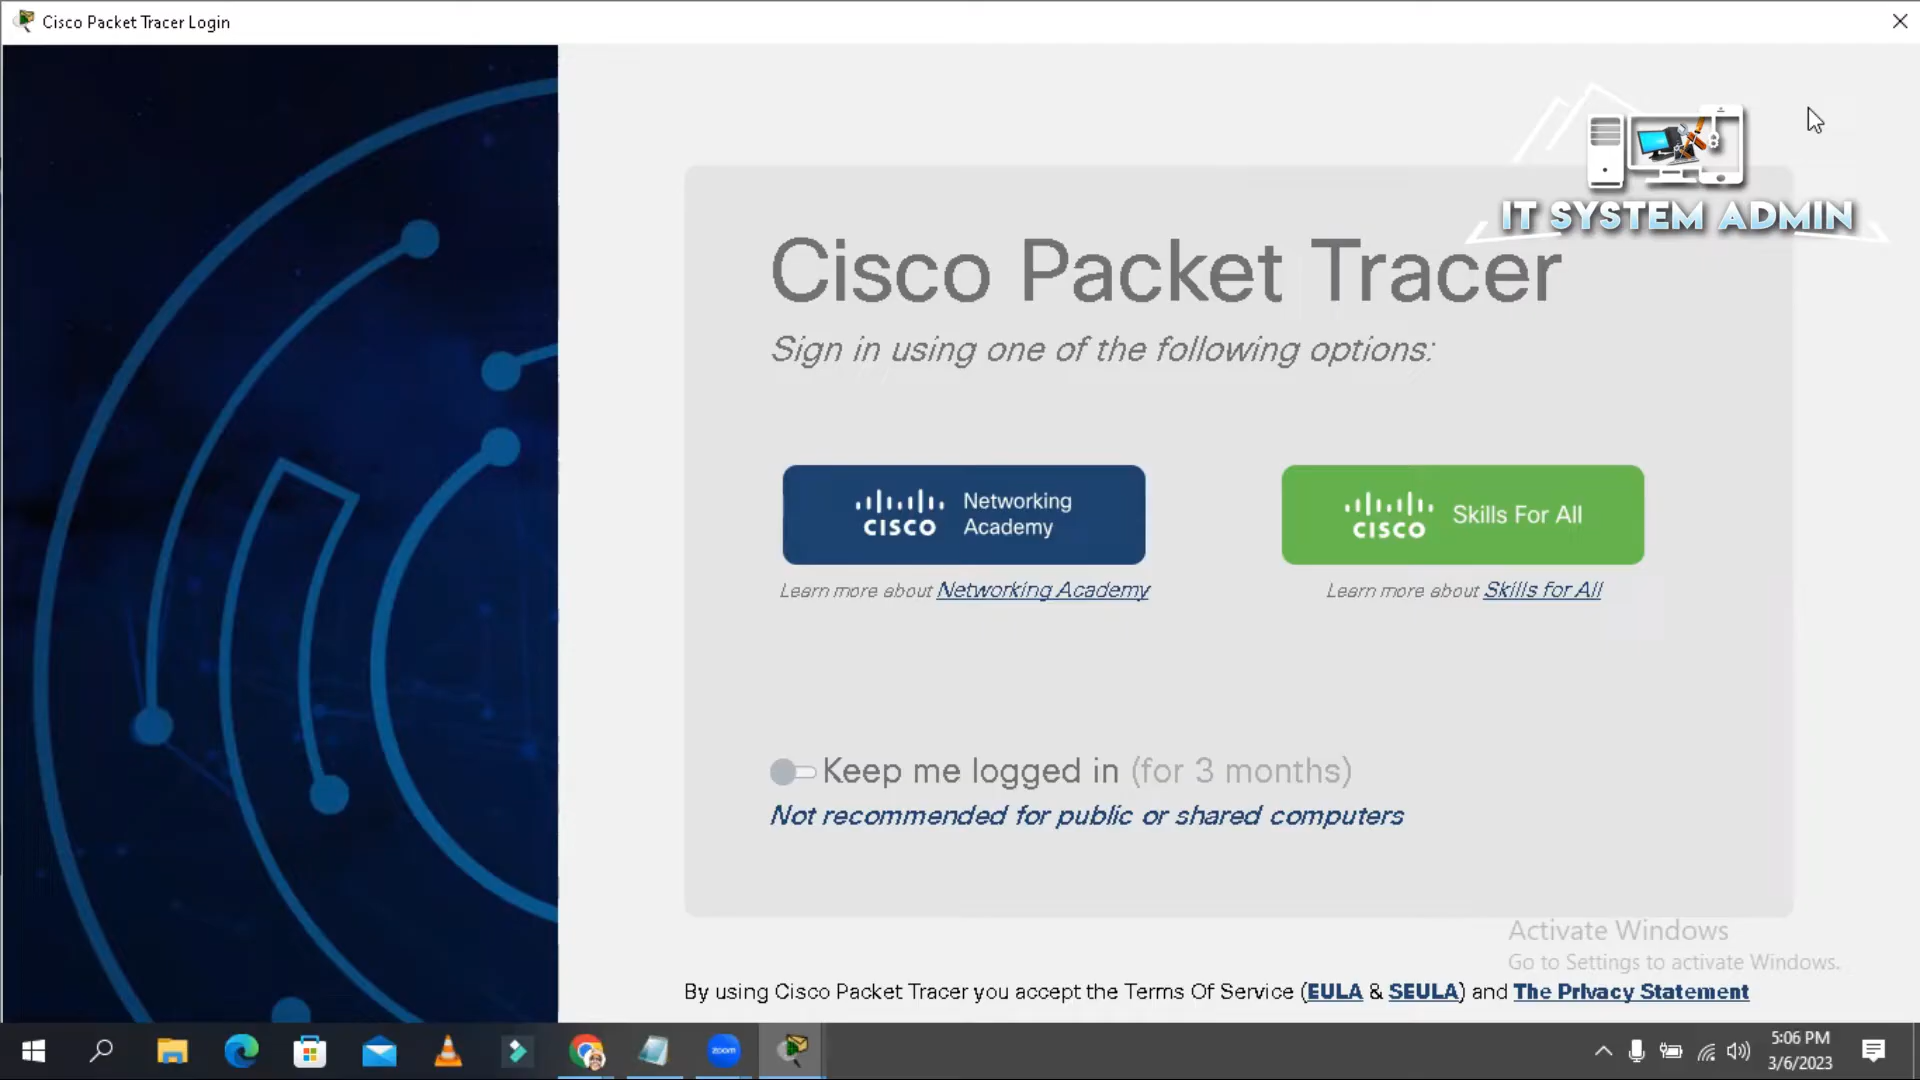 Cisco Packet Tracer Login
IT SYSTEM ADMIN
Cisco Packet Tracer
Sign in using one of the following options:
CISCO Networking Academy
CISCO Skills For All
Learn more about Networking Academy
Learn more about Skills for All
Keep me logged in (for 3 months)
Not recommended for public or shared computers
Activate Windows
Go to Settings to activate Windows.
By using Cisco Packet Tracer you accept the Terms Of Service (EULA & SEULA) and The Privacy Statement
zoom
5:06 PM
3/6/2023